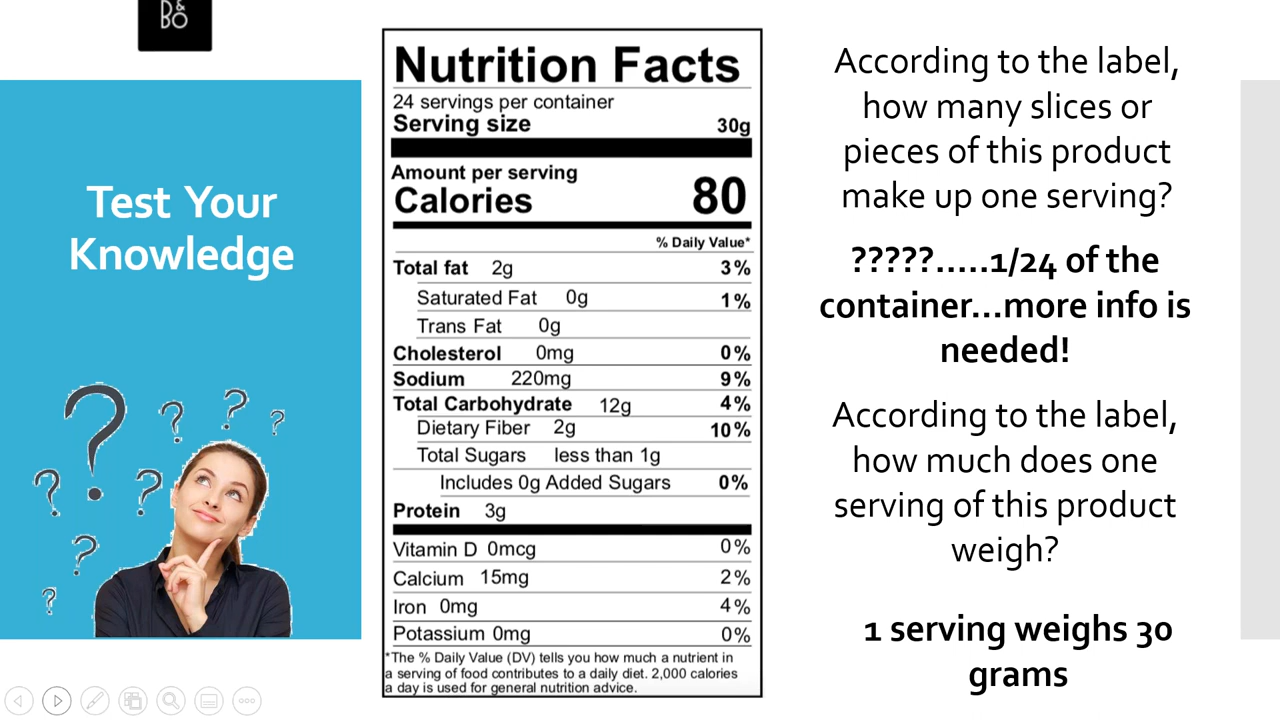 BO
Test Your
Knowledge
Nutrition Facts
24 servings per container
Serving size 30g
Amount per serving
Calories 80
% Daily Value*
Total fat 2g 3%
Saturated Fat 0g 1%
Trans Fat 0g
Cholesterol 0mg 0%
Sodium 220mg 9%
Total Carbohydrate 12g 4%
Dietary Fiber 2g 10%
Total Sugars less than 1g
Includes 0g Added Sugars 0%
Protein 3g
Vitamin D 0mcg 0%
Calcium 15mg 2%
Iron 0mg 4%
Potassium 0mg 0%
*The % Daily Value (DV) tells you how much a nutrient in
a serving of food contributes to a daily diet. 2,000 calories
a day is used for general nutrition advice.
According to the label,
how many slices or
pieces of this product
make up one serving?
?????.....1/24 of the
container...more info is
needed!
According to the label,
how much does one
serving of this product
weigh?
1 serving weighs 30
grams